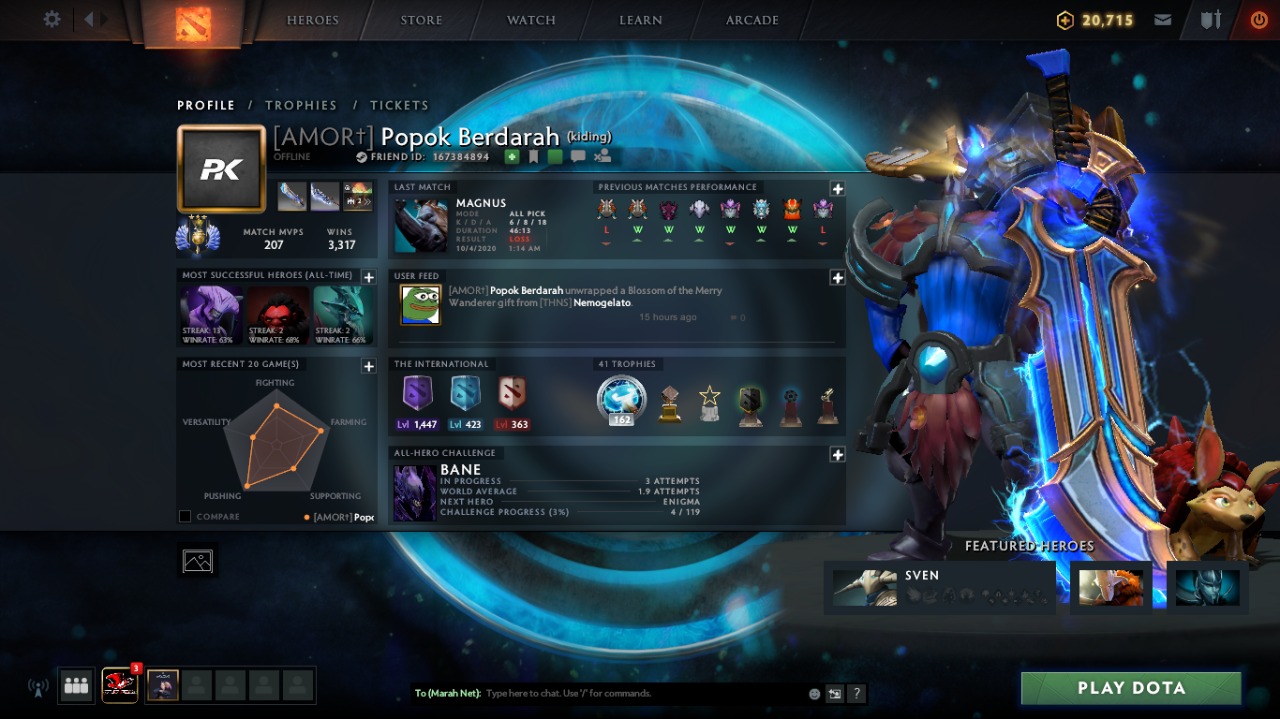 HEROES
STORE
WATCH
LEARN
ARCADE
20,715
PROFILE / TROPHIES / TICKETS
PK
[AMOR†] Popok Berdarah (kiding)
OFFLINE
FRIEND ID: 167384894
MATCH MVPS
207
WINS
3,317
LAST MATCH
MAGNUS
MODE ALL PICK
K / D / A 6 / 8 / 18
DURATION 46:13
RESULT LOSS
10/4/2020 1:14 AM
PREVIOUS MATCHES PERFORMANCE
L W W W W W W L
MOST SUCCESSFUL HEROES (ALL-TIME)
STREAK: 13
WINRATE: 63%
STREAK: 2
WINRATE: 68%
STREAK: 2
WINRATE: 66%
USER FEED
[AMOR†] Popok Berdarah unwrapped a Blossom of the Merry
Wanderer gift from [THNS] Nemogelato.
15 hours ago
0
MOST RECENT 20 GAME(S)
FIGHTING
VERSATILITY
FARMING
PUSHING
SUPPORTING
COMPARE
[AMOR†] Popo
THE INTERNATIONAL
Lvl 1,447
Lvl 423
Lvl 363
41 TROPHIES
162
ALL-HERO CHALLENGE
BANE
IN PROGRESS 3 ATTEMPTS
WORLD AVERAGE 1.9 ATTEMPTS
NEXT HERO ENIGMA
CHALLENGE PROGRESS (3%) 4 / 119
FEATURED HEROES
SVEN
3
To (Marah Net): Type here to chat. Use '/' for commands.
?
PLAY DOTA